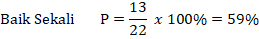 Baik Sekali P = 13/22 x 100% = 59%